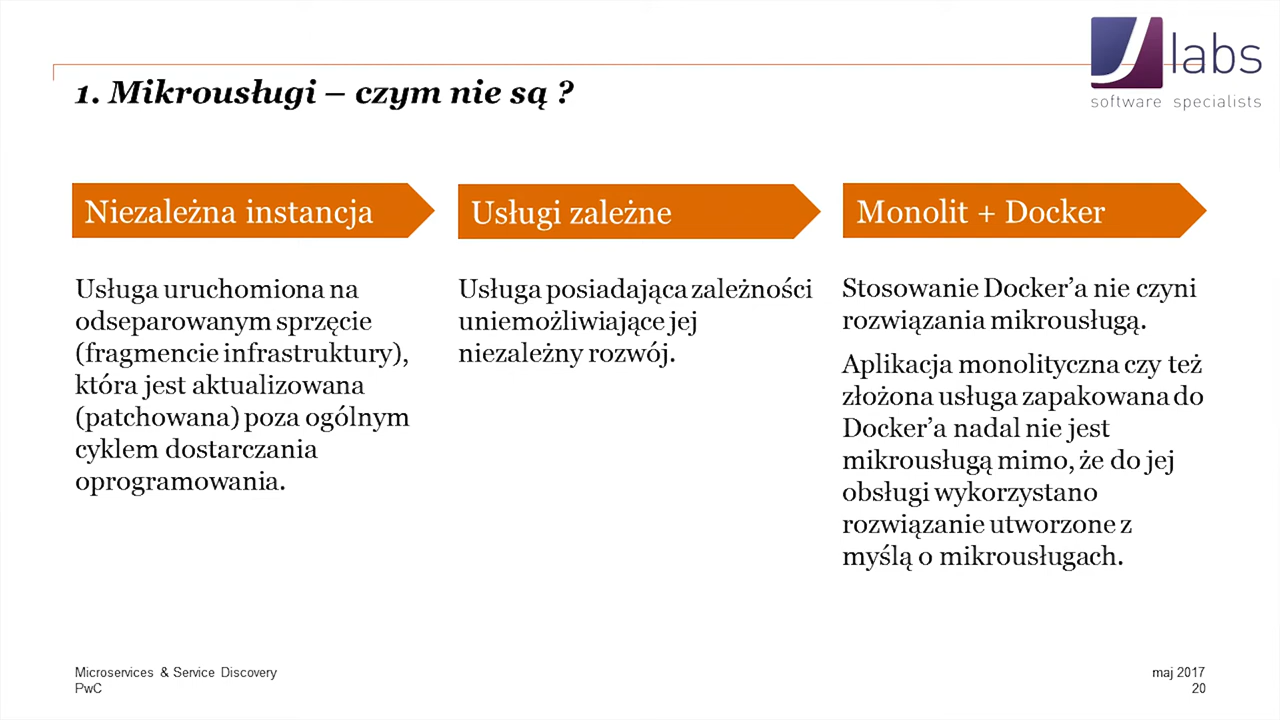 labs
software specialists
1. Mikrousługi – czym nie są ?
Niezależna instancja
Usługa uruchomiona na
odseparowanym sprzęcie
(fragmencie infrastruktury),
która jest aktualizowana
(patchowana) poza ogólnym
cyklem dostarczania
oprogramowania.
Usługi zależne
Usługa posiadająca zależności
uniemożliwiające jej
niezależny rozwój.
Monolit + Docker
Stosowanie Docker’a nie czyni
rozwiązania mikrousługą.
Aplikacja monolityczna czy też
złożona usługa zapakowana do
Docker’a nadal nie jest
mikrousługą mimo, że do jej
obsługi wykorzystano
rozwiązanie utworzone z
myślą o mikrousługach.
Microservices & Service Discovery
PwC
maj 2017
20